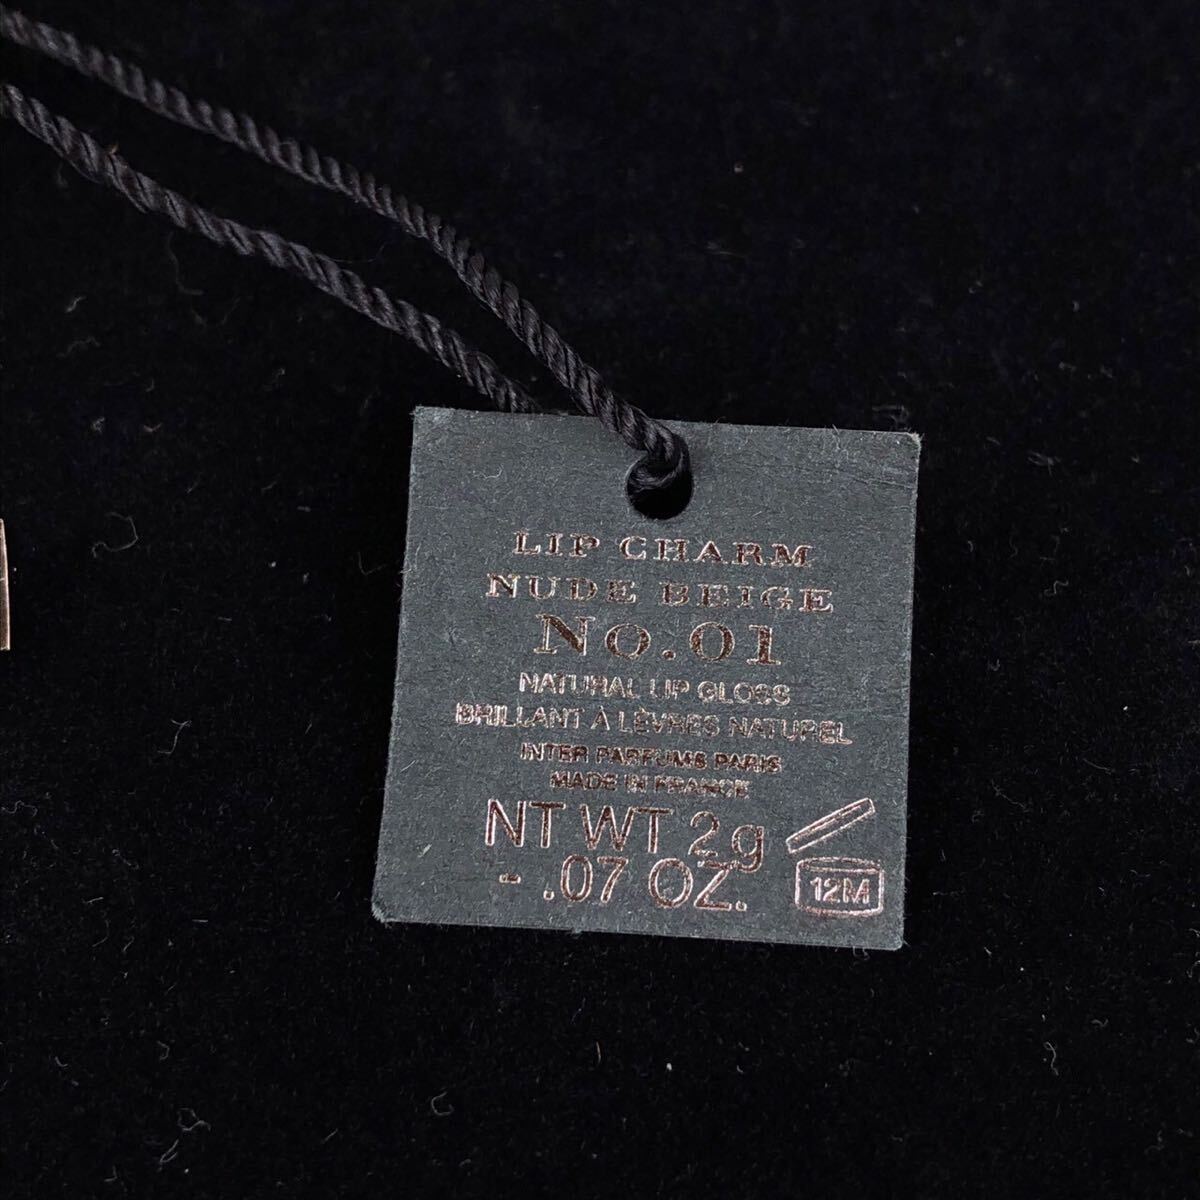 LIP CHARM
NUDE BEIGE
No.01
NATURAL LIP GLOSS
BRILLANT À LÈVRES NATUREL
INTER PARFUMS PARIS
MADE IN FRANCE
NT WT 2g
- .07 OZ.
12M